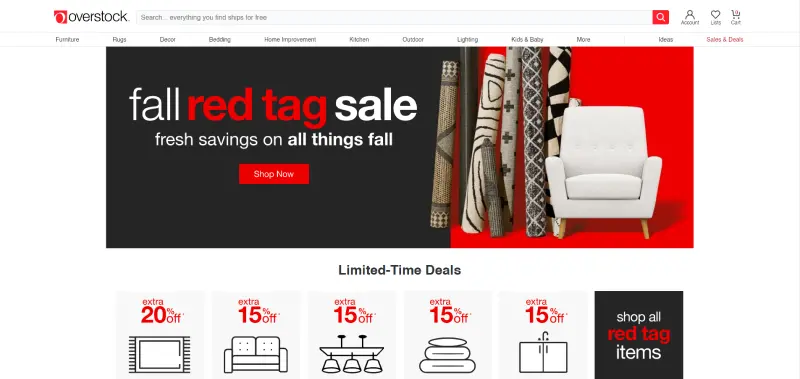 overstock.
Search... everything you find ships for free
Account
Lists
0
Cart
Furniture Rugs Decor Bedding Home Improvement Kitchen Outdoor Lighting Kids & Baby More Ideas Sales & Deals
fall red tag sale
fresh savings on all things fall
Shop Now
Limited-Time Deals
extra
20% Off*
extra
15% Off*
extra
15% Off*
extra
15% Off*
extra
15% Off*
shop all
red tag
items